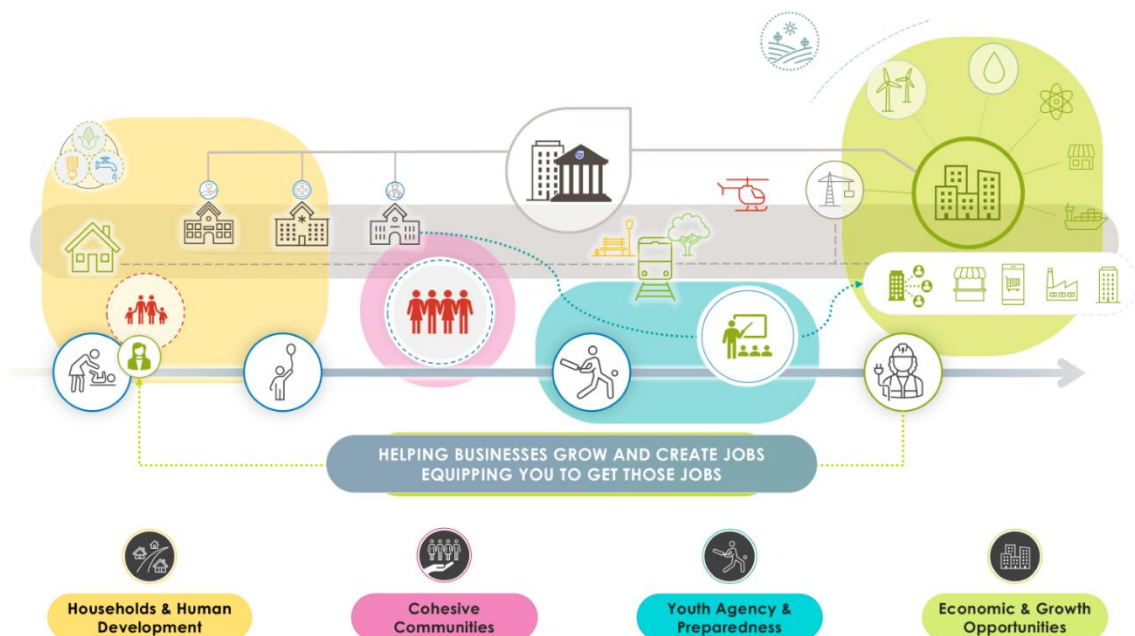 HELPING BUSINESSES GROW AND CREATE JOBS
EQUIPPING YOU TO GET THOSE JOBS
Households & Human
Development
Cohesive
Communities
Youth Agency &
Preparedness
Economic & Growth
Opportunities